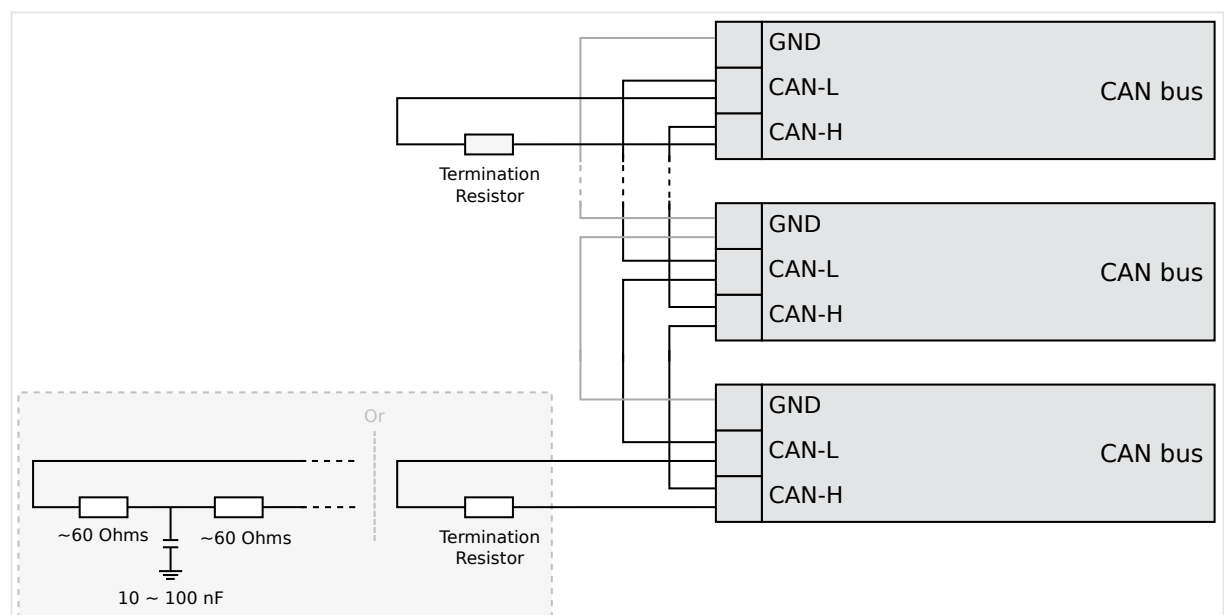 GND
CAN-L
CAN bus
CAN-H
Termination
Resistor
GND
CAN-L
CAN bus
CAN-H
GND
CAN-L
CAN bus
CAN-H
Or
~60 Ohms
~60 Ohms
10 ~ 100 nF
Termination
Resistor